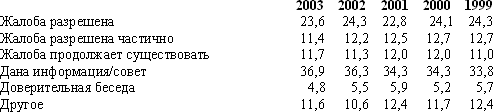 2003 2002 2001 2000 1999
Жалоба разрешена 23,6 24,3 22,8 24,1 24,3
Жалоба разрешена частично 11,4 12,2 12,5 12,7 12,7
Жалоба продолжает существовать 11,7 11,3 12,0 12,0 11,0
Дана информация/совет 36,9 36,3 34,3 34,3 33,8
Доверительная беседа 4,8 5,5 5,9 5,2 5,7
Другое 11,6 10,6 12,4 11,7 12,4